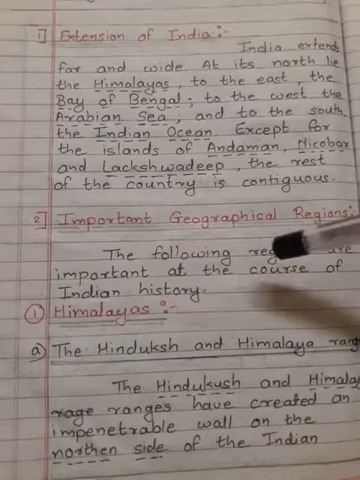 1] Extension of India:-
India extends
far and wide. At its north lie
the Himalayas, to the east, the
Bay of Bengal; to the west the
Arabian Sea; and to the south,
the Indian Ocean. Except for
the islands of Andaman, Nicobar
and Lackshwadeep, the rest
of the country is contiguous.
2] Important Geographical Regions:-
The following are
important at the course of
Indian history.
① Himalayas :-
a) The Hinduksh and Himalaya rang
The Hindukush and Himalay
rage ranges have created an
impenetrable wall on the
northen side of the Indian